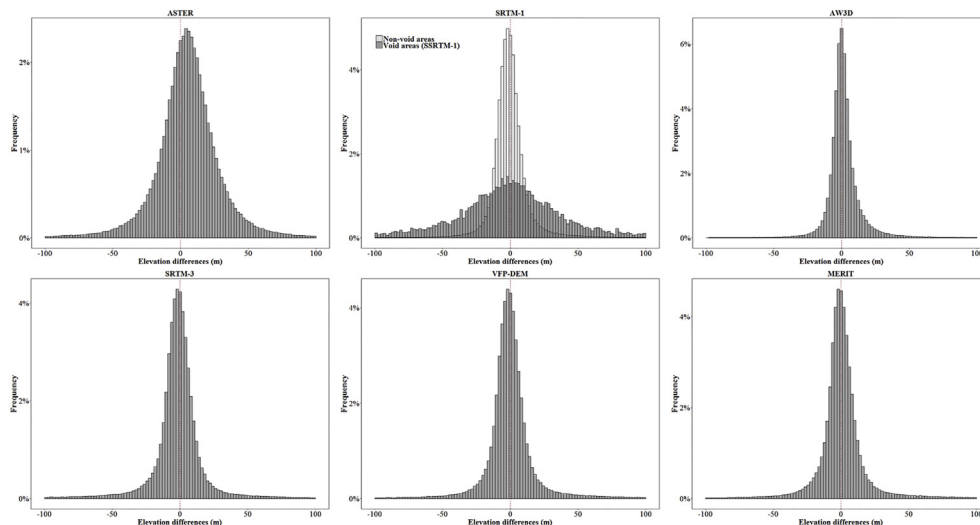 ASTER
SRTM-1
AW3D
Frequency
2%
1%
0%
-100
-50
0
50
100
Elevation differences (m)
Frequency
4%
2%
0%
Non-void areas
Void areas (SSRTM-1)
-100
-50
0
50
100
Elevation differences (m)
Frequency
6%
4%
2%
0%
-100
-50
0
50
100
Elevation differences (m)
SRTM-3
VFP-DEM
MERIT
Frequency
4%
2%
0%
-100
-50
0
50
100
Elevation differences (m)
Frequency
4%
2%
0%
-100
-50
0
50
100
Elevation differences (m)
Frequency
4%
2%
0%
-100
-50
0
50
100
Elevation differences (m)